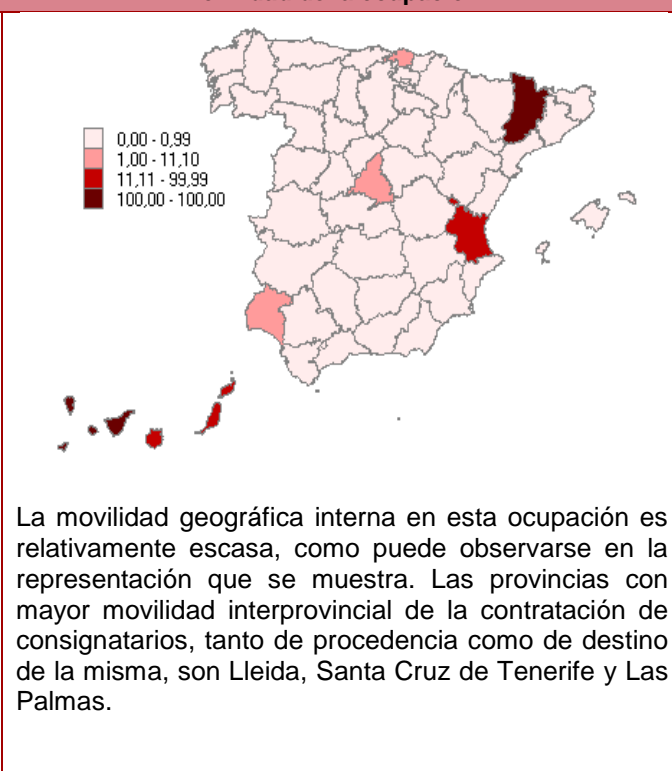 0,00 - 0,99
1,00 - 11,10
11,11 - 99,99
100,00 - 100,00
La movilidad geográfica interna en esta ocupación es
relativamente escasa, como puede observarse en la
representación que se muestra. Las provincias con
mayor movilidad interprovincial de la contratación de
consignatarios, tanto de procedencia como de destino
de la misma, son Lleida, Santa Cruz de Tenerife y Las
Palmas.